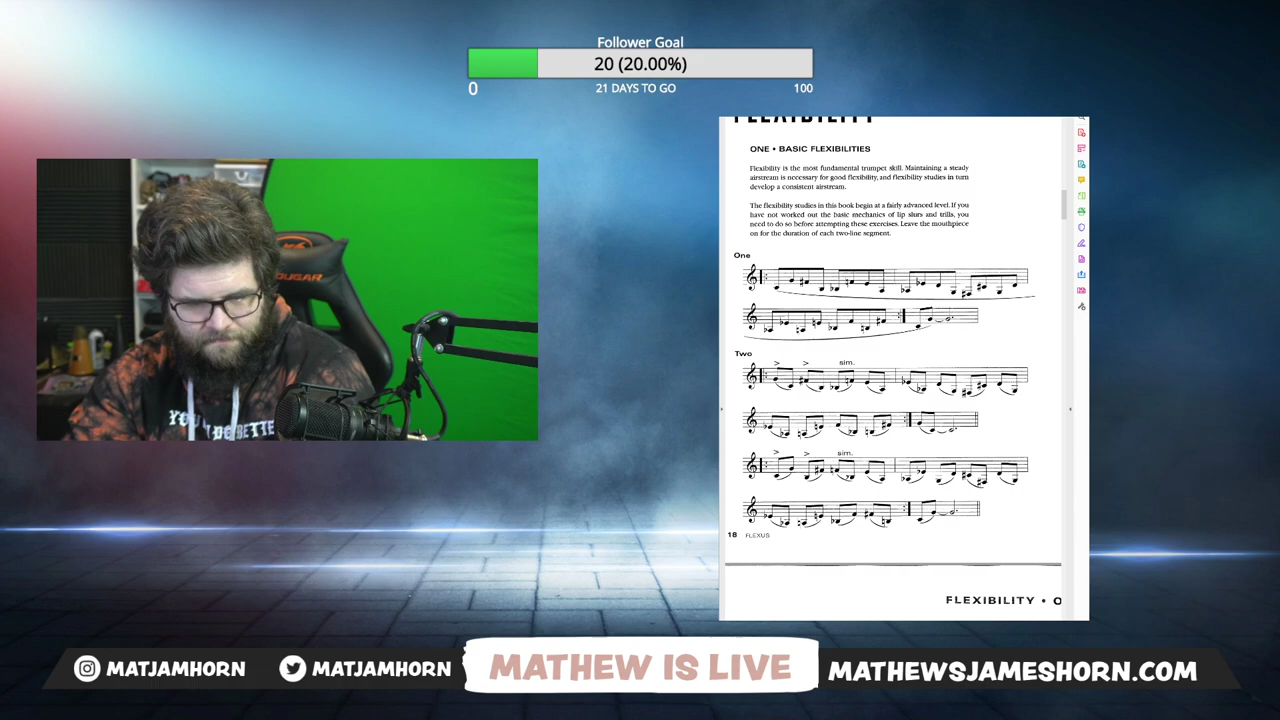 Follower Goal
20 (20.00%)
0
21 DAYS TO GO
100
FLEXIBILITY
ONE • BASIC FLEXIBILITIES
Flexibility is the most fundamental trumpet skill. Maintaining a steady
airstream is necessary for good flexibility, and flexibility studies in turn
develop a consistent airstream.
The flexibility studies in this book begin at a fairly advanced level. If you
have not worked out the basic mechanics of lip slurs and trills, you
need to do so before attempting these exercises. Leave the mouthpiece
on for the duration of each two-line segment.
One
Two
sim.
sim.
18 FLEXUS
FLEXIBILITY • O
COUGAR
MATJAMHORN
MATJAMHORN
MATHEW IS LIVE
MATHEWSJAMESHORN.COM